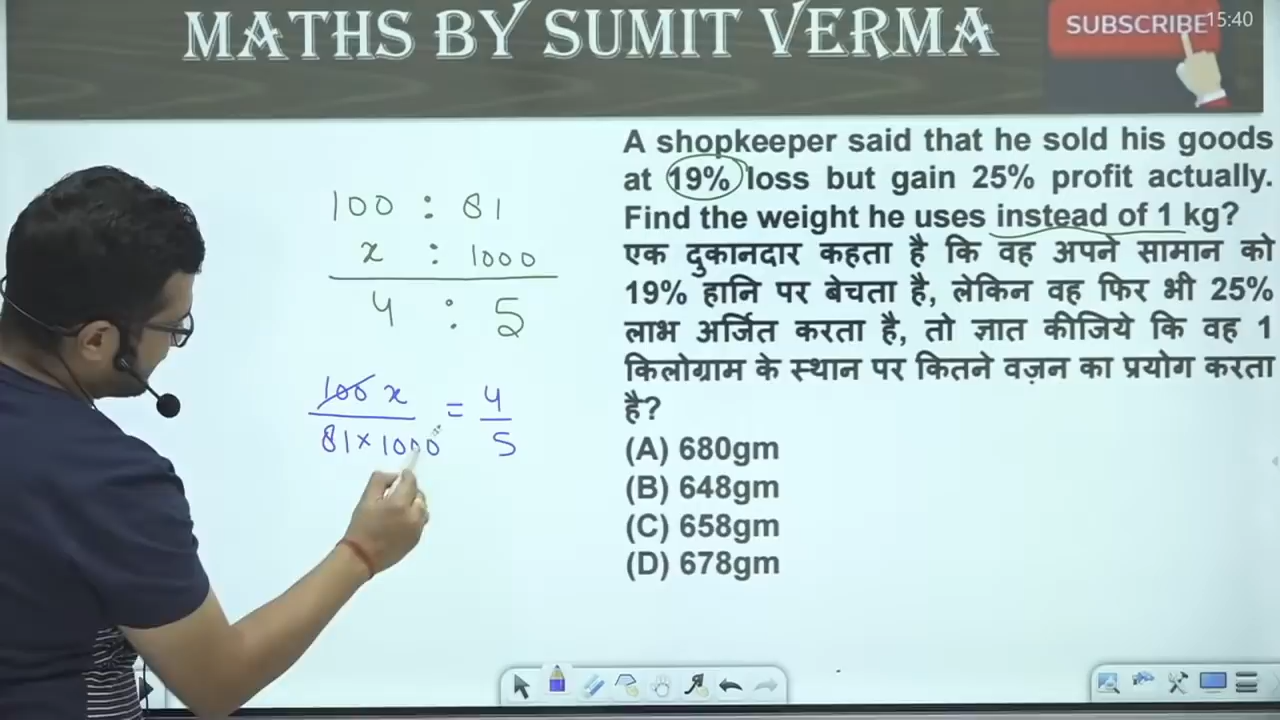 MATHS BY SUMIT VERMA
SUBSCRIBE
15:40
A shopkeeper said that he sold his goods
at 19% loss but gain 25% profit actually.
Find the weight he uses instead of 1 kg?
एक दुकानदार कहता है कि वह अपने सामान को
19% हानि पर बेचता है, लेकिन वह फिर भी 25%
लाभ अर्जित करता है, तो ज्ञात कीजिये कि वह 1
किलोग्राम के स्थान पर कितने वज़न का प्रयोग करता
है?
(A) 680gm
(B) 648gm
(C) 658gm
(D) 678gm
100 : 81
x : 1000
4 : 5
100 x = 4
81 × 1000 5